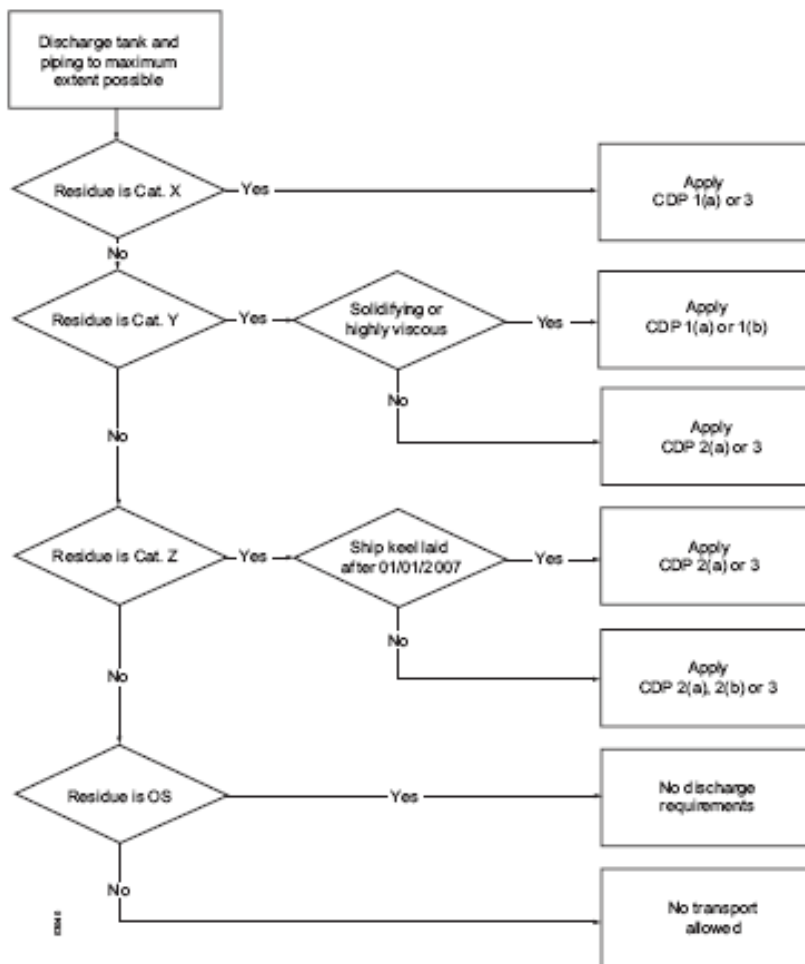 Discharge tank and
piping to maximum
extent possible
Residue is Cat. X
Yes
Apply
CDP 1(a) or 3
No
Residue is Cat. Y
Yes
Solidifying or
highly viscous
Yes
Apply
CDP 1(a) or 1(b)
No
Apply
CDP 2(a) or 3
No
Residue is Cat. Z
Yes
Ship keel laid
after 01/01/2007
Yes
Apply
CDP 2(a) or 3
No
Apply
CDP 2(a), 2(b) or 3
No
Residue is OS
Yes
No discharge
requirements
No
No transport
allowed